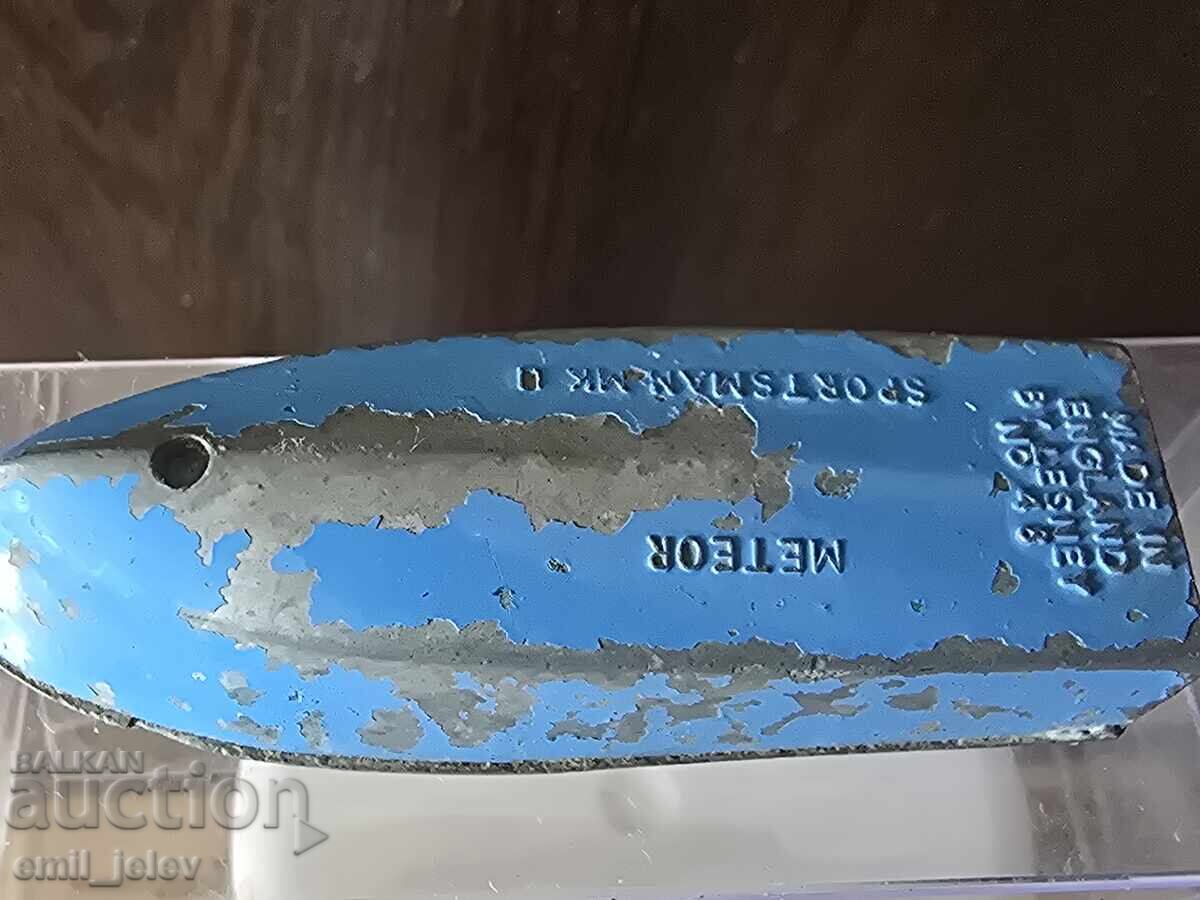 METEOR
SPORTSMAN MK II
MADE IN
ENGLAND
BY LESNEY
NO 48
BALKAN
auction
emil_jelev